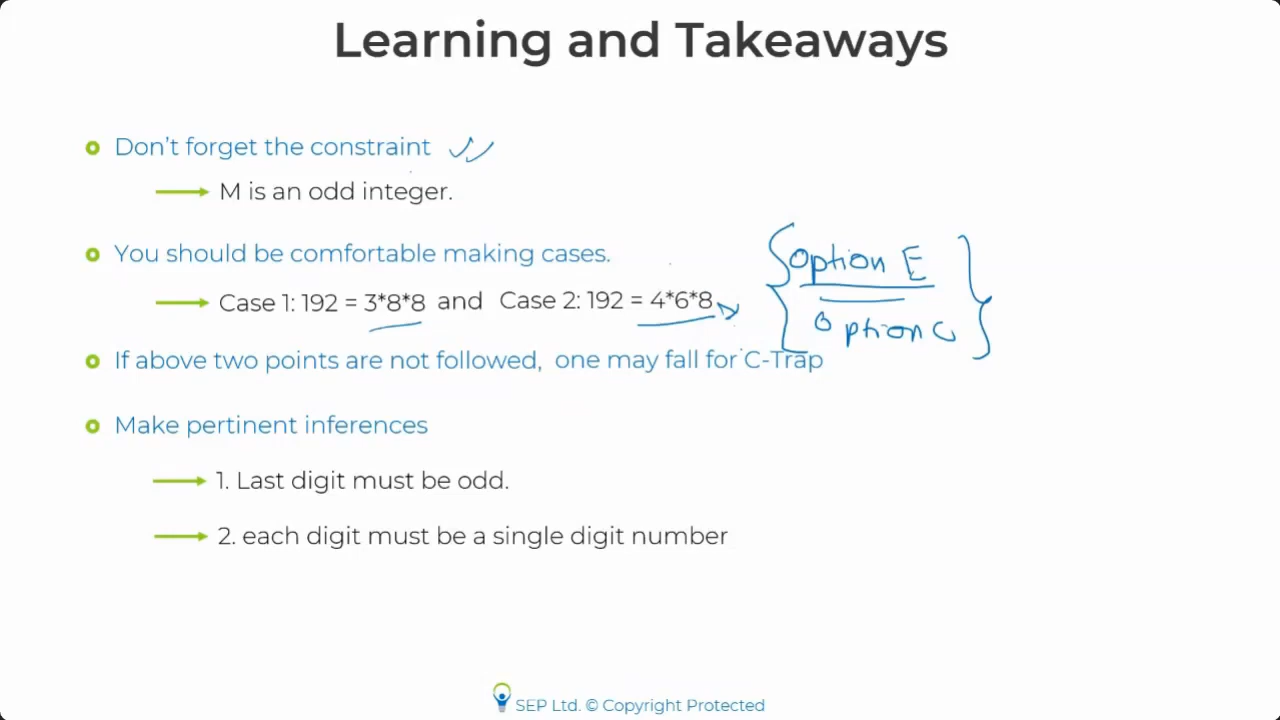 Learning and Takeaways
Don't forget the constraint
M is an odd integer.
You should be comfortable making cases.
Case 1: 192 = 3*8*8 and Case 2: 192 = 4*6*8
option E
option C
If above two points are not followed, one may fall for C-Trap
Make pertinent inferences
1. Last digit must be odd.
2. each digit must be a single digit number
SEP Ltd. © Copyright Protected